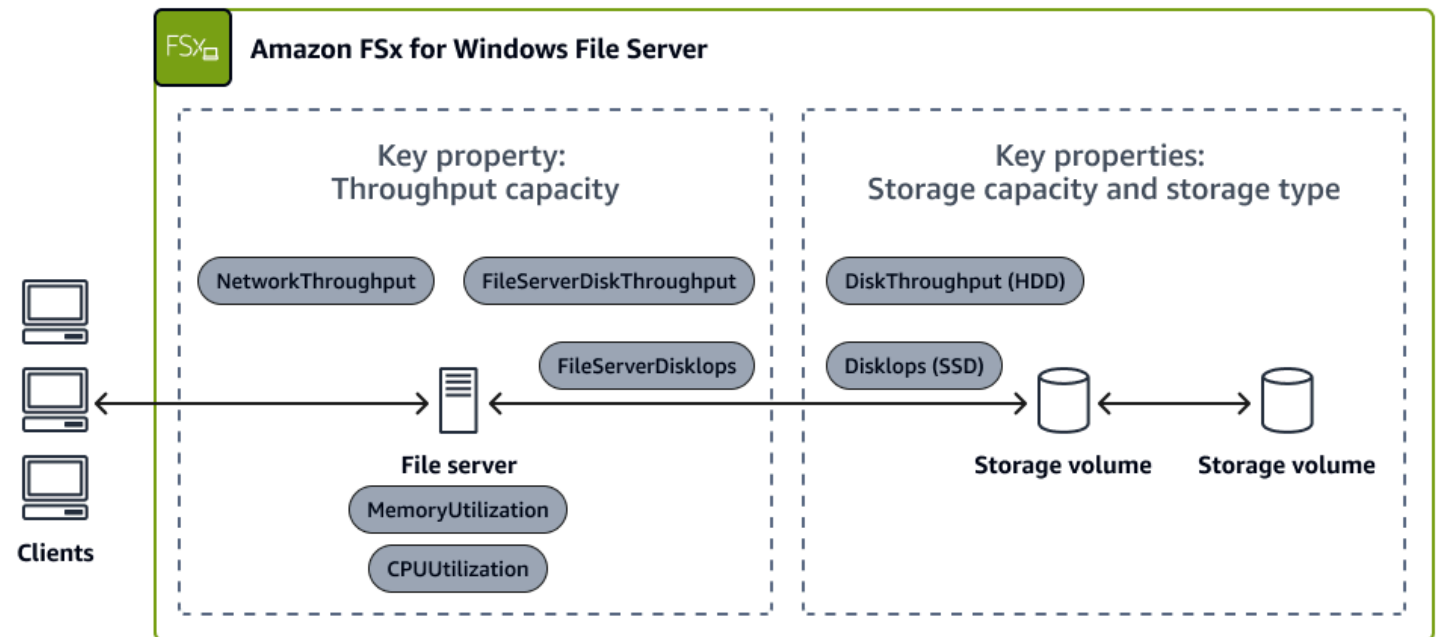 FSx
Amazon FSx for Windows File Server
Key property:
Throughput capacity
Key properties:
Storage capacity and storage type
NetworkThroughput
FileServerDiskThroughput
DiskThroughput (HDD)
FileServerDiskIops
DiskIops (SSD)
File server
Storage volume
Storage volume
MemoryUtilization
CPUUtilization
Clients